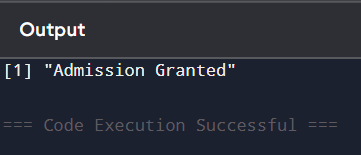 Output
[1] "Admission Granted"
=== Code Execution Successful ===